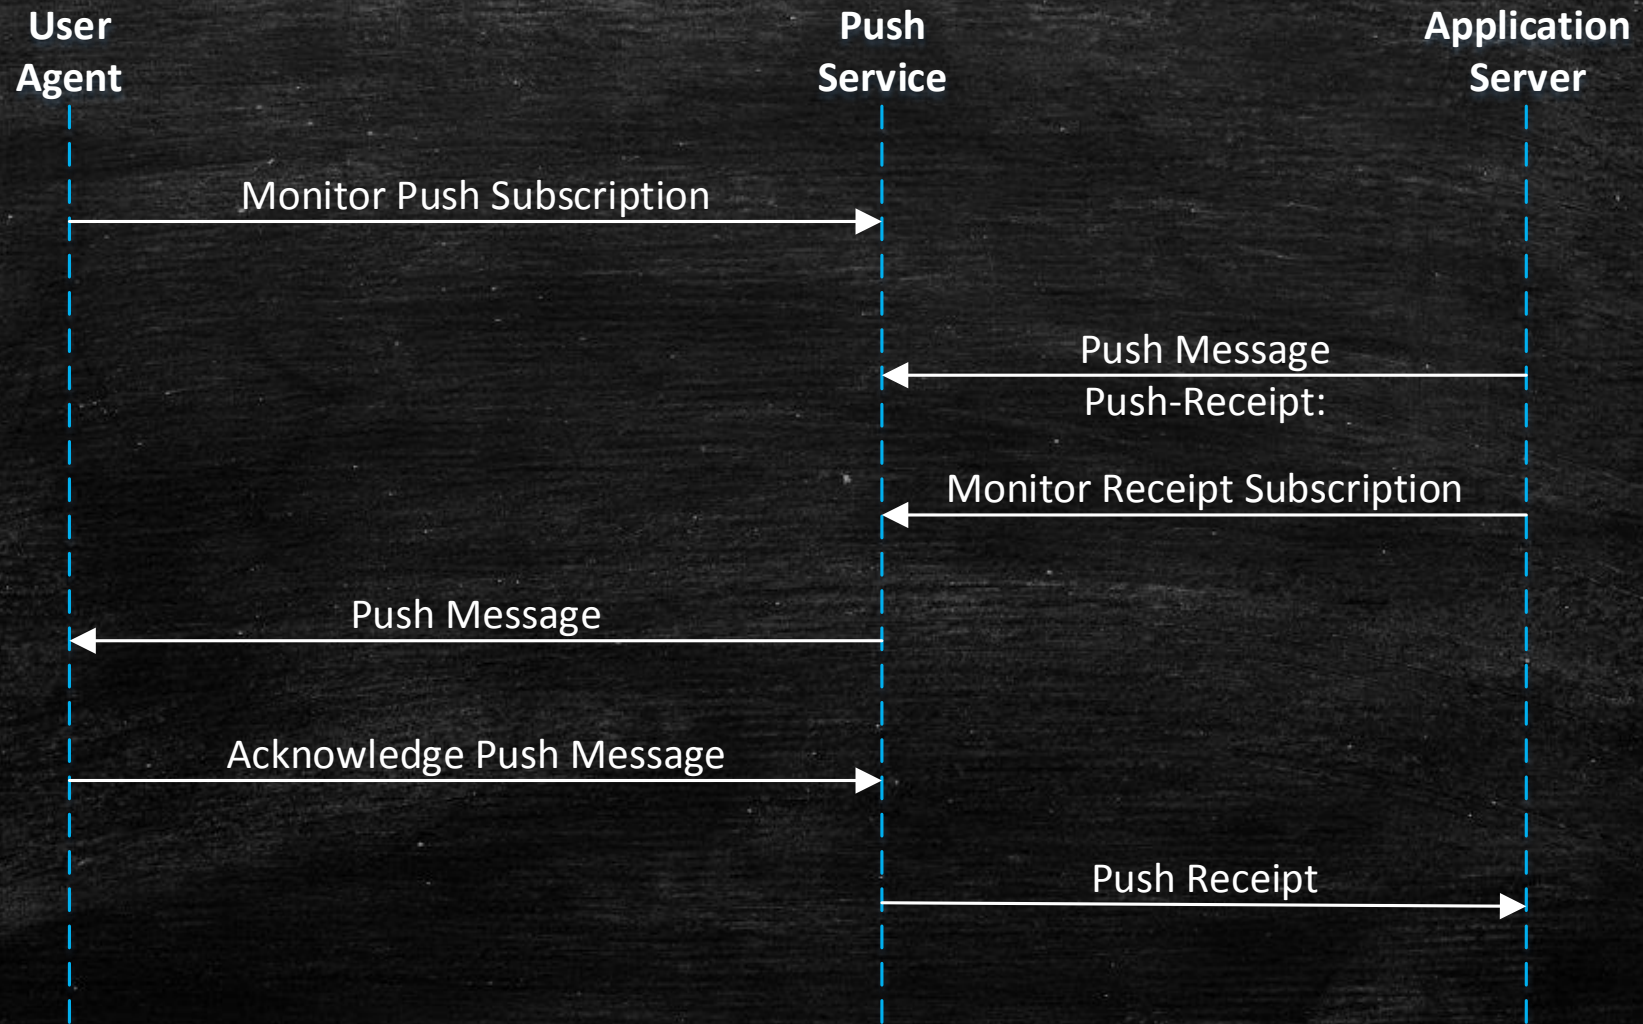 User
Agent
Push
Service
Application
Server
Monitor Push Subscription
Push Message
Push-Receipt:
Monitor Receipt Subscription
Push Message
Acknowledge Push Message
Push Receipt